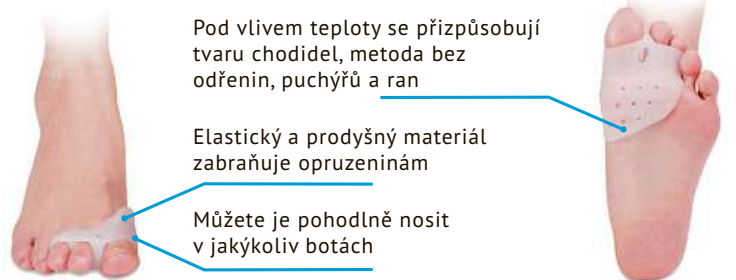 Pod vlivem teploty se přizpůsobují
tvaru chodidel, metoda bez
odřenin, puchýřů a ran
Elastický a prodyšný materiál
zabraňuje opruzeninám
Můžete je pohodlně nosit
v jakýkoliv botách